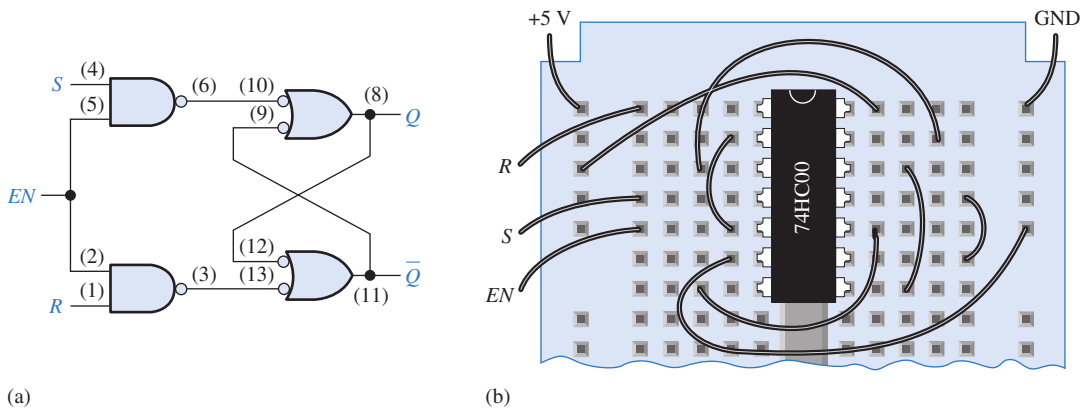 S
(4)
(5)
(6)
(10)
(9)
(8)
Q
EN
(2)
(1)
R
(3)
(12)
(13)
(11)
Q̅
(a)
+5 V
GND
R
S
EN
74HC00
(b)